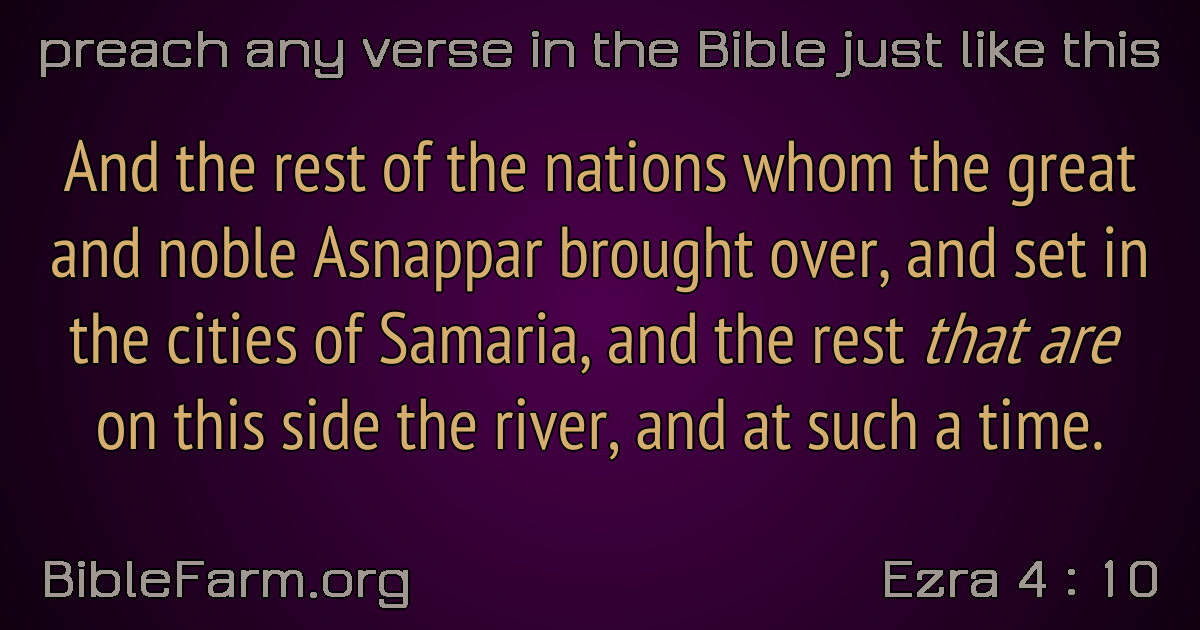 preach any verse in the Bible just like this
And the rest of the nations whom the great
and noble Asnappar brought over, and set in
the cities of Samaria, and the rest that are
on this side the river, and at such a time.
BibleFarm.org
Ezra 4 : 10